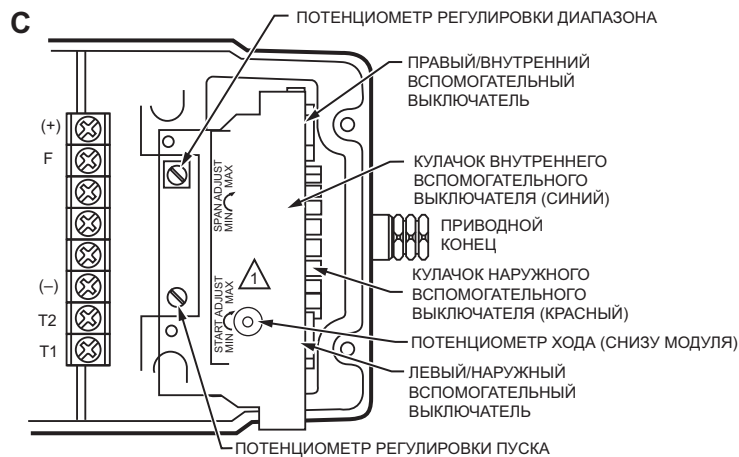 C
ПОТЕНЦИОМЕТР РЕГУЛИРОВКИ ДИАПАЗОНА
ПРАВЫЙ/ВНУТРЕННИЙ
ВСПОМОГАТЕЛЬНЫЙ
ВЫКЛЮЧАТЕЛЬ
(+)
F
SPAN ADJUST
MIN MAX
КУЛАЧОК ВНУТРЕННЕГО
ВСПОМОГАТЕЛЬНОГО
ВЫКЛЮЧАТЕЛЯ (СИНИЙ)
ПРИВОДНОЙ
КОНЕЦ
1
(–)
T2
T1
START ADJUST
MIN MAX
КУЛАЧОК НАРУЖНОГО
ВСПОМОГАТЕЛЬНОГО
ВЫКЛЮЧАТЕЛЯ (КРАСНЫЙ)
ПОТЕНЦИОМЕТР ХОДА (СНИЗУ МОДУЛЯ)
ЛЕВЫЙ/НАРУЖНЫЙ
ВСПОМОГАТЕЛЬНЫЙ
ВЫКЛЮЧАТЕЛЬ
ПОТЕНЦИОМЕТР РЕГУЛИРОВКИ ПУСКА